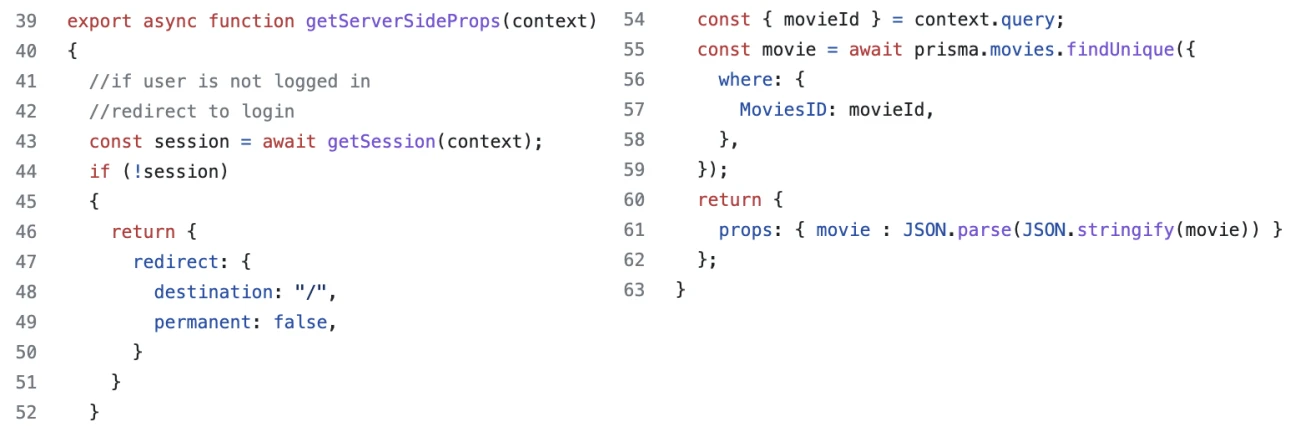 39 export async function getServerSideProps(context)
40 {
41   //if user is not logged in
42   //redirect to login
43   const session = await getSession(context);
44   if (!session)
45   {
46     return {
47       redirect: {
48         destination: "/",
49         permanent: false,
50       }
51     }
52   }
54   const { movieId } = context.query;
55   const movie = await prisma.movies.findUnique({
56     where: {
57       MoviesID: movieId,
58     },
59   });
60   return {
61     props: { movie : JSON.parse(JSON.stringify(movie)) }
62   };
63 }